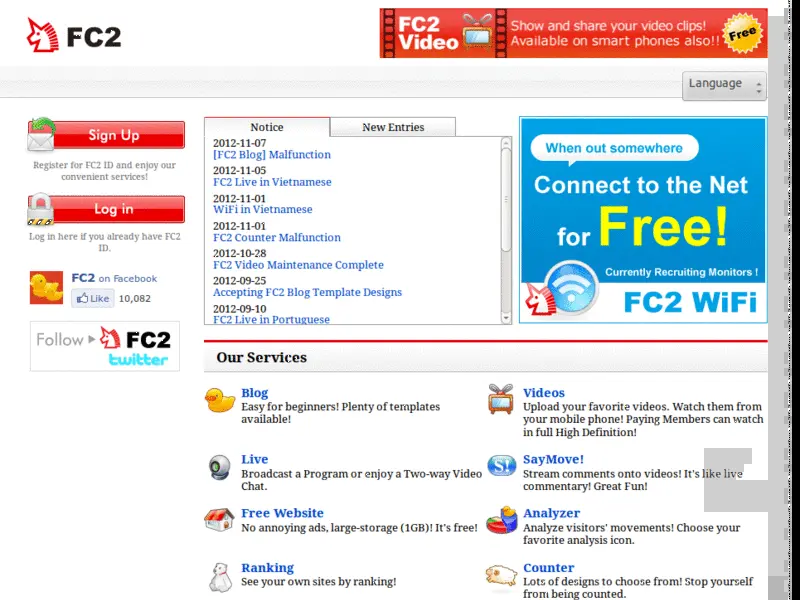 FC2
FC2
Video
Show and share your video clips!
Available on smart phones also!!
Free
Language
Sign Up
Register for FC2 ID and enjoy our
convenient services!
Log in
Log in here if you already have FC2
ID.
FC2 on Facebook
Like 10,082
Follow FC2
twitter
Notice
New Entries
2012-11-07
[FC2 Blog] Malfunction
2012-11-05
FC2 Live in Vietnamese
2012-11-01
WiFi in Vietnamese
2012-11-01
FC2 Counter Malfunction
2012-10-28
FC2 Video Maintenance Complete
2012-09-25
Accepting FC2 Blog Template Designs
2012-09-10
FC2 Live in Portuguese
When out somewhere
Connect to the Net
for Free!
Currently Recruiting Monitors !
FC2 WiFi
Our Services
Blog
Easy for beginners! Plenty of templates
available!
Videos
Upload your favorite videos. Watch them from
your mobile phone! Paying Members can watch
in full High Definition!
Live
Broadcast a Program or enjoy a Two-way Video
Chat.
S!
SayMove!
Stream comments onto videos! It's like live
commentary! Great Fun!
Free Website
No annoying ads, large-storage (1GB)! It's free!
Analyzer
Analyze visitors' movements! Choose your
favorite analysis icon.
Ranking
See your own sites by ranking!
Counter
Lots of designs to choose from! Stop yourself
from being counted.